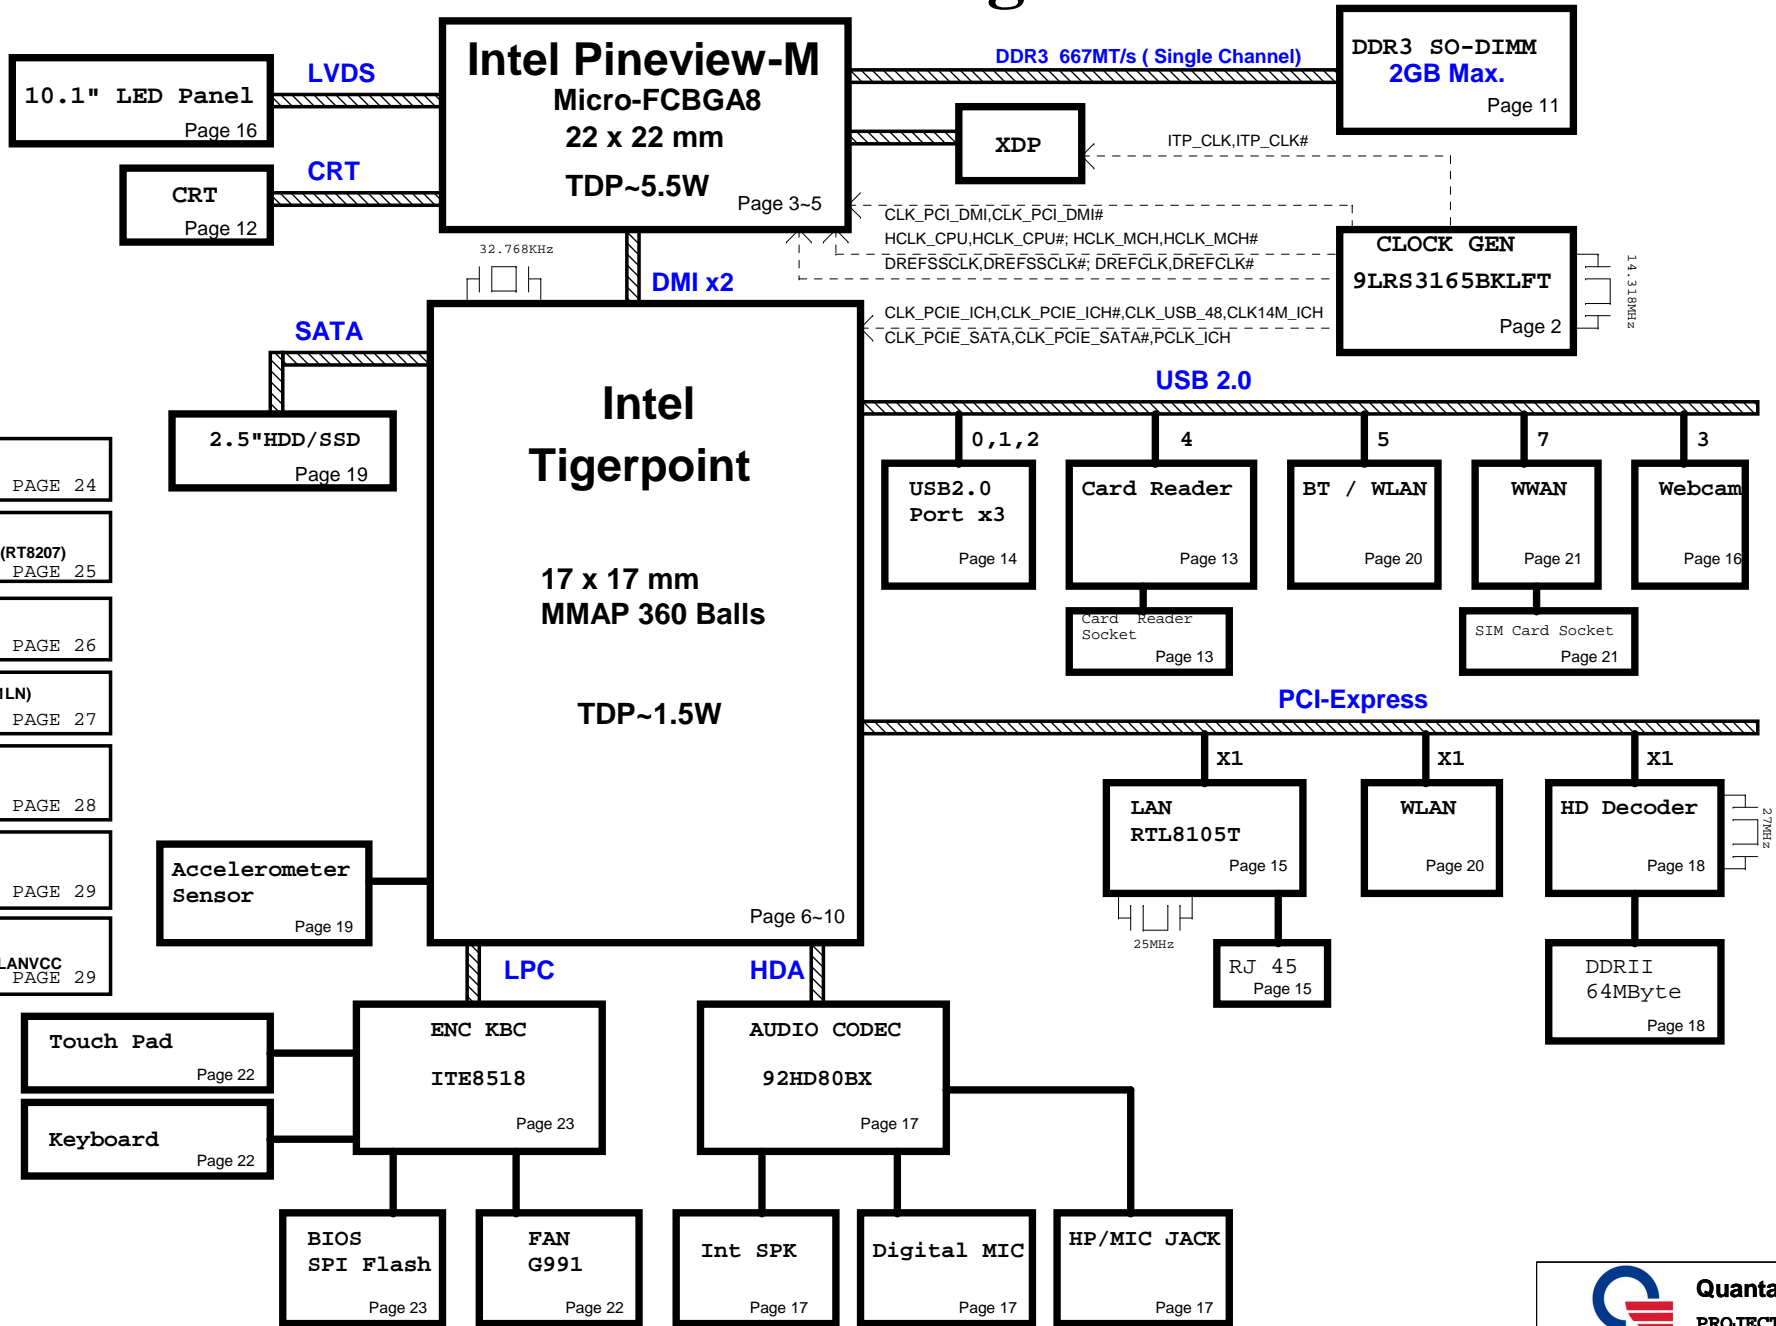 Intel Pineview-M
Micro-FCBGA8
22 x 22 mm
TDP~5.5W
Page 3~5
10.1" LED Panel
Page 16
LVDS
CRT
Page 12
CRT
DDR3 667MT/s ( Single Channel)
DDR3 SO-DIMM
2GB Max.
Page 11
XDP
ITP_CLK,ITP_CLK#
CLK_PCI_DMI,CLK_PCI_DMI#
HCLK_CPU,HCLK_CPU#; HCLK_MCH,HCLK_MCH#
DREFSSCLK,DREFSSCLK#; DREFCLK,DREFCLK#
CLOCK GEN
9LRS3165BKLFT
Page 2
14.318MHz
32.768KHz
DMI x2
CLK_PCIE_ICH,CLK_PCIE_ICH#,CLK_USB_48,CLK14M_ICH
CLK_PCIE_SATA,CLK_PCIE_SATA#,PCLK_ICH
SATA
2.5"HDD/SSD
Page 19
Intel
Tigerpoint
17 x 17 mm
MMAP 360 Balls
TDP~1.5W
Page 6~10
USB 2.0
0,1,2
4
5
7
3
USB2.0
Port x3
Page 14
Card Reader
Page 13
BT / WLAN
Page 20
WWAN
Page 21
Webcam
Page 16
Card Reader
Socket
Page 13
SIM Card Socket
Page 21
PCI-Express
X1
X1
X1
LAN
RTL8105T
Page 15
WLAN
Page 20
HD Decoder
Page 18
27MHz
25MHz
RJ 45
Page 15
DDRII
64MByte
Page 18
PAGE 24
(RT8207)
PAGE 25
PAGE 26
1LN)
PAGE 27
PAGE 28
PAGE 29
LANVCC
PAGE 29
Accelerometer
Sensor
Page 19
LPC
HDA
Touch Pad
Page 22
Keyboard
Page 22
ENC KBC
ITE8518
Page 23
AUDIO CODEC
92HD80BX
Page 17
BIOS
SPI Flash
Page 23
FAN
G991
Page 22
Int SPK
Page 17
Digital MIC
Page 17
HP/MIC JACK
Page 17
Quanta
PROJECT